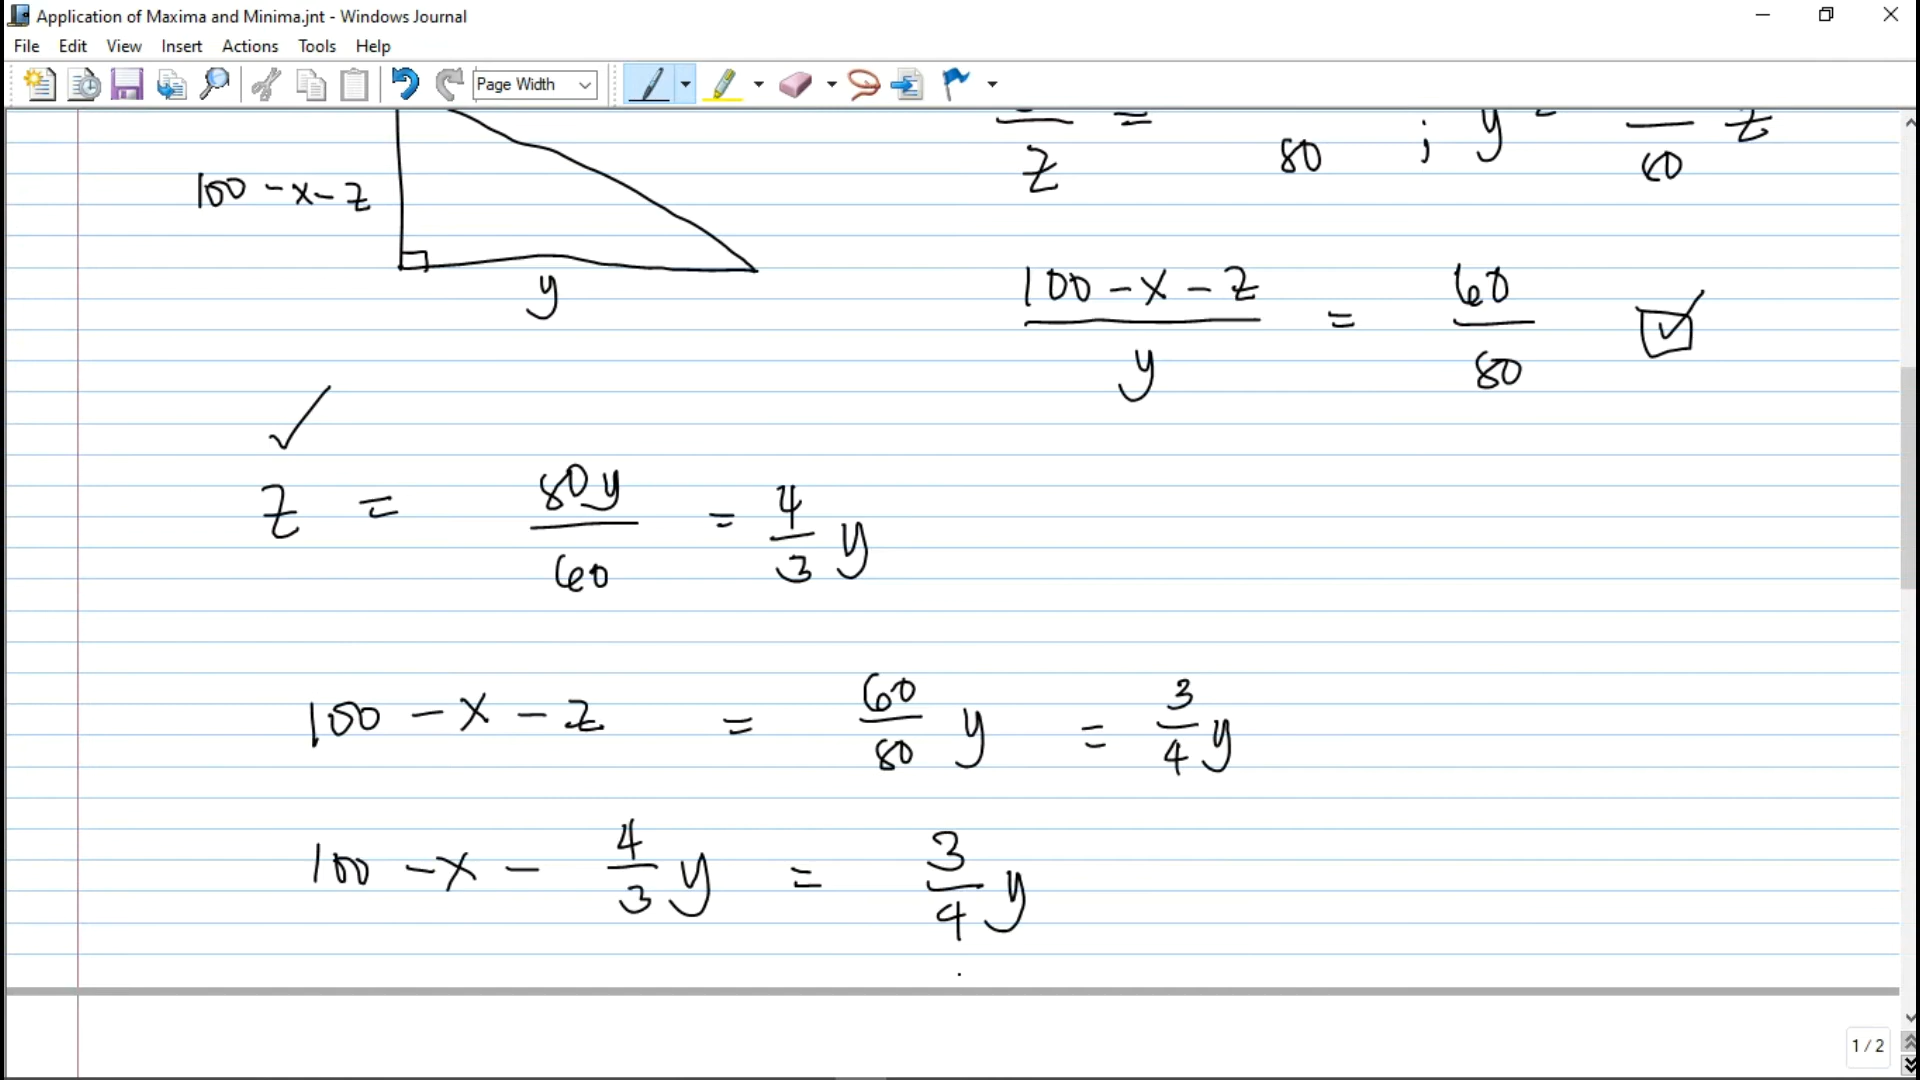 Application of Maxima and Minima.jnt - Windows Journal
File Edit View Insert Actions Tools Help
Page Width
z = 80 ; y = 80 z
100 - x - z
y
100 - x - z / y = 60 / 80
z = 80y / 60 = 4/3 y
100 - x - z = 60/80 y = 3/4 y
100 - x - 4/3 y = 3/4 y
1 / 2